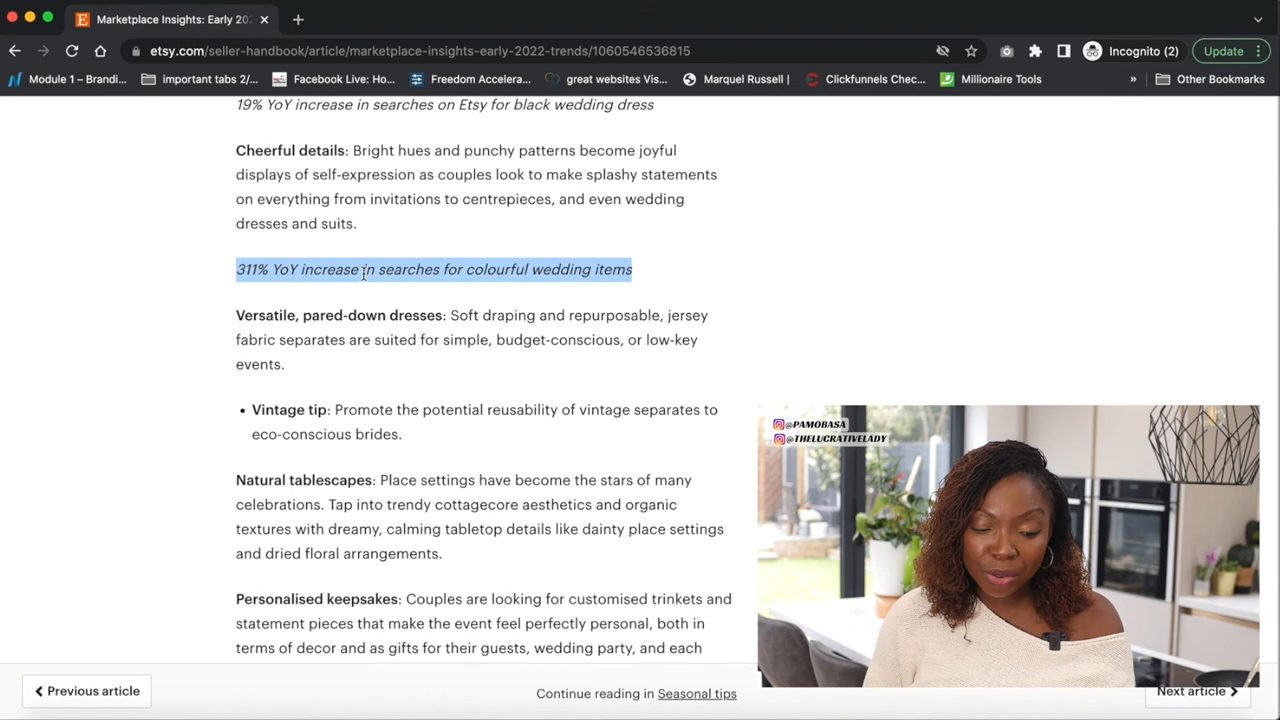 Marketplace Insights: Early 202
etsy.com/seller-handbook/article/marketplace-insights-early-2022-trends/1060546536815
Incognito (2)
Update
Module 1 – Brandi...
important tabs 2/...
Facebook Live: Ho...
Freedom Accelera...
great websites Vis...
Marquel Russell |
Clickfunnels Chec...
Millionaire Tools
»
Other Bookmarks
19% YoY increase in searches on Etsy for black wedding dress
Cheerful details: Bright hues and punchy patterns become joyful
displays of self-expression as couples look to make splashy statements
on everything from invitations to centrepieces, and even wedding
dresses and suits.
311% YoY increase in searches for colourful wedding items
Versatile, pared-down dresses: Soft draping and repurposable, jersey
fabric separates are suited for simple, budget-conscious, or low-key
events.
• Vintage tip: Promote the potential reusability of vintage separates to
eco-conscious brides.
Natural tablescapes: Place settings have become the stars of many
celebrations. Tap into trendy cottagecore aesthetics and organic
textures with dreamy, calming tabletop details like dainty place settings
and dried floral arrangements.
Personalised keepsakes: Couples are looking for customised trinkets and
statement pieces that make the event feel perfectly personal, both in
terms of decor and as gifts for their guests, wedding party, and each
@PAMOBASA
@THELUCRATIVELADY
Previous article
Continue reading in Seasonal tips
Next article